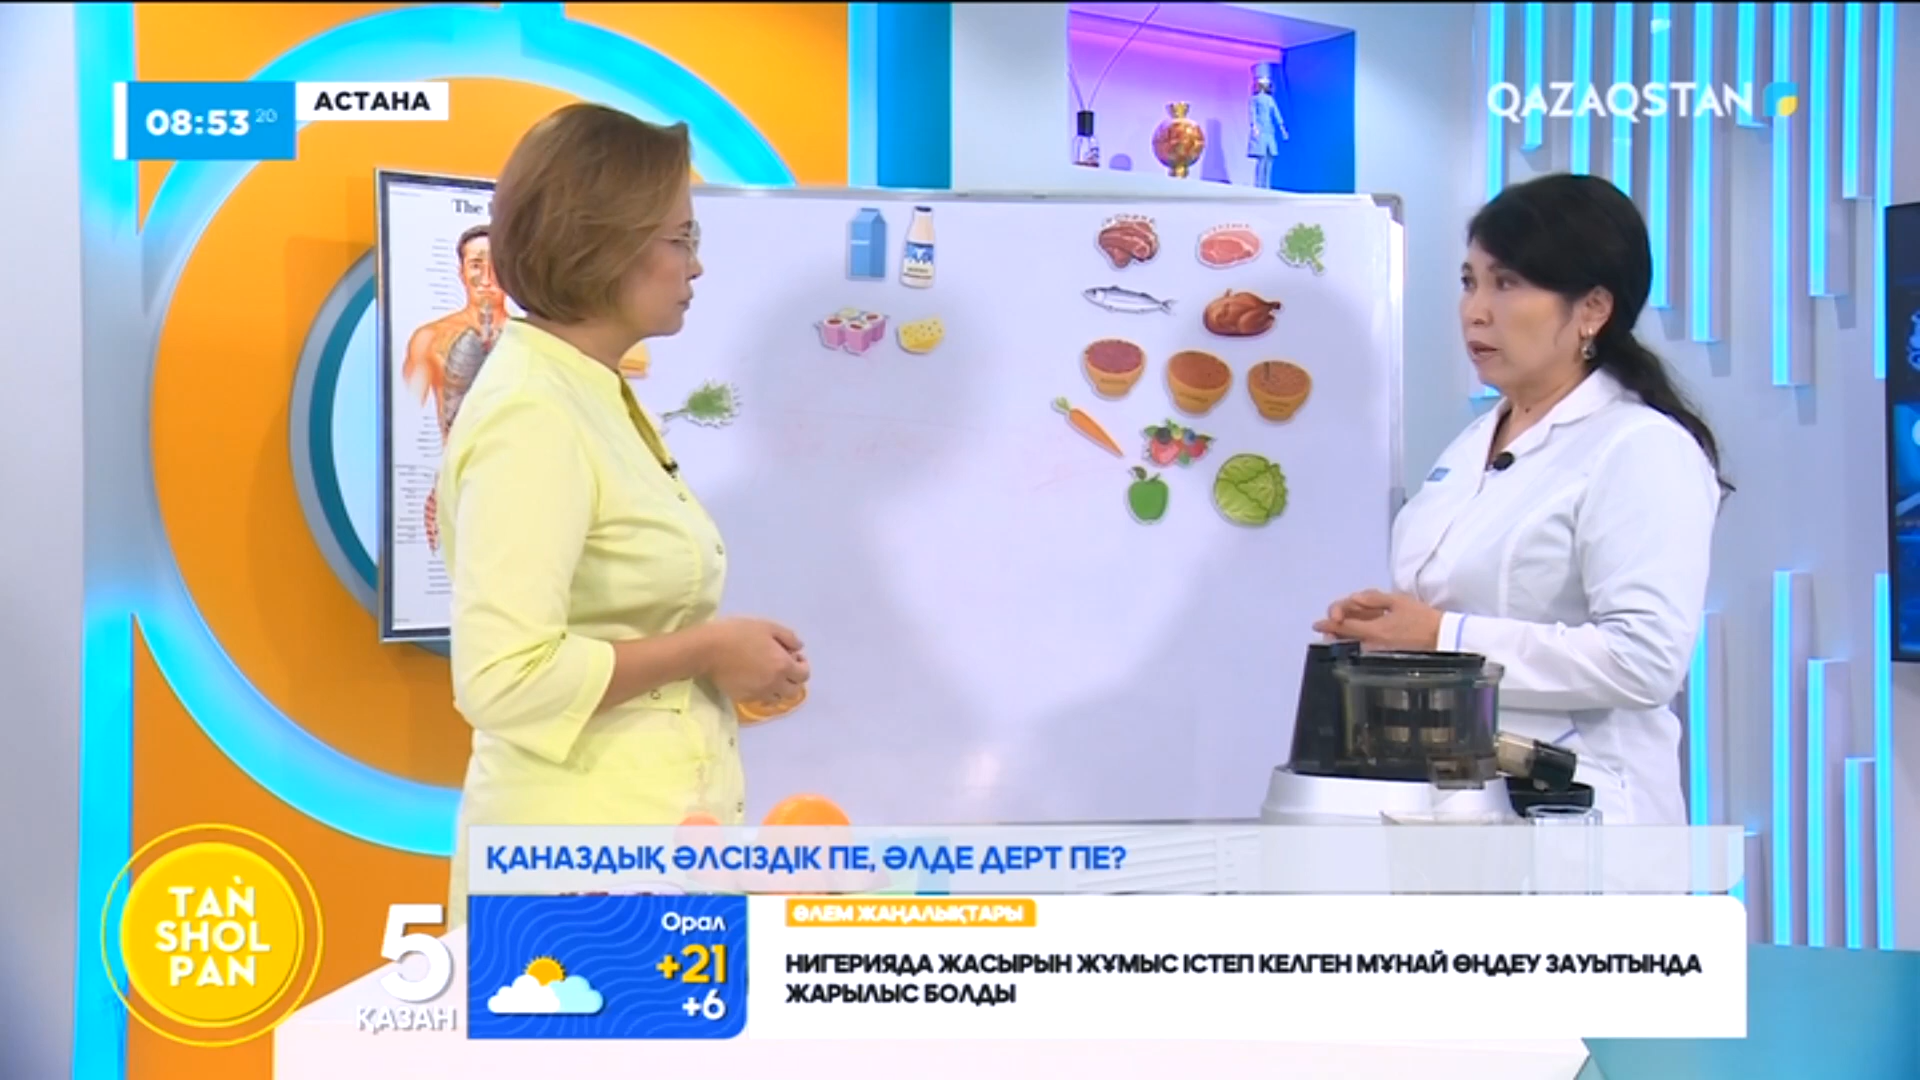 08:53 20
АСТАНА
QAZAQSTAN
The
ҚАНАЗДЫҚ ӘЛСІЗДІК ПЕ, ӘЛДЕ ДЕРТ ПЕ?
TAŃ
SHOL
PAN
5
ҚАЗАН
Орал
+21
+6
ӘЛЕМ ЖАҢАЛЫҚТАРЫ
НИГЕРИЯДА ЖАСЫРЫН ЖҰМЫС ІСТЕП КЕЛГЕН МҰНАЙ ӨҢДЕУ ЗАУЫТЫНДА
ЖАРЫЛЫС БОЛДЫ